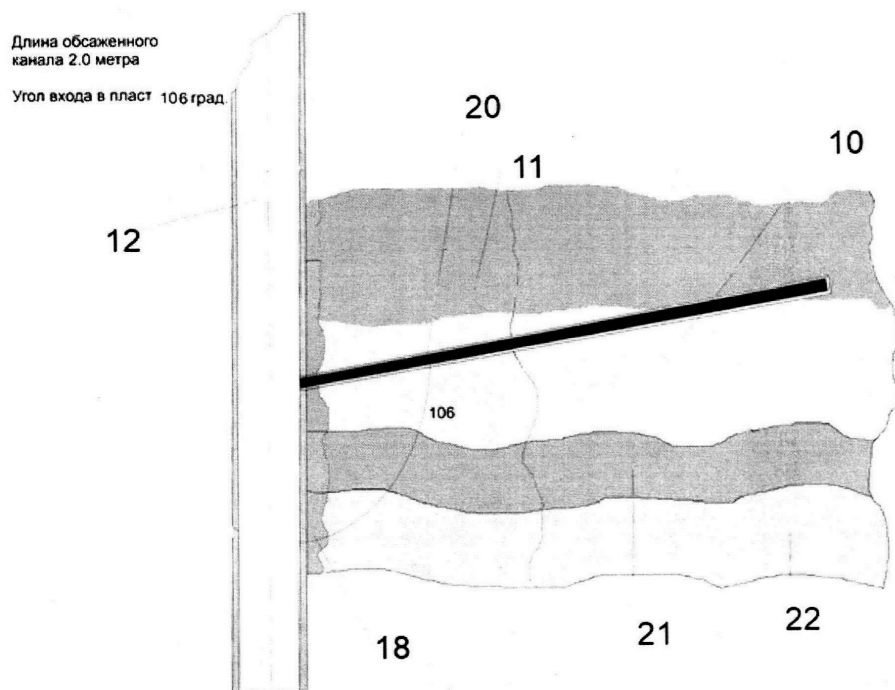 Длина обсаженного
канала 2.0 метра
Угол входа в пласт 106 град.
20
11
10
12
106
18
21
22